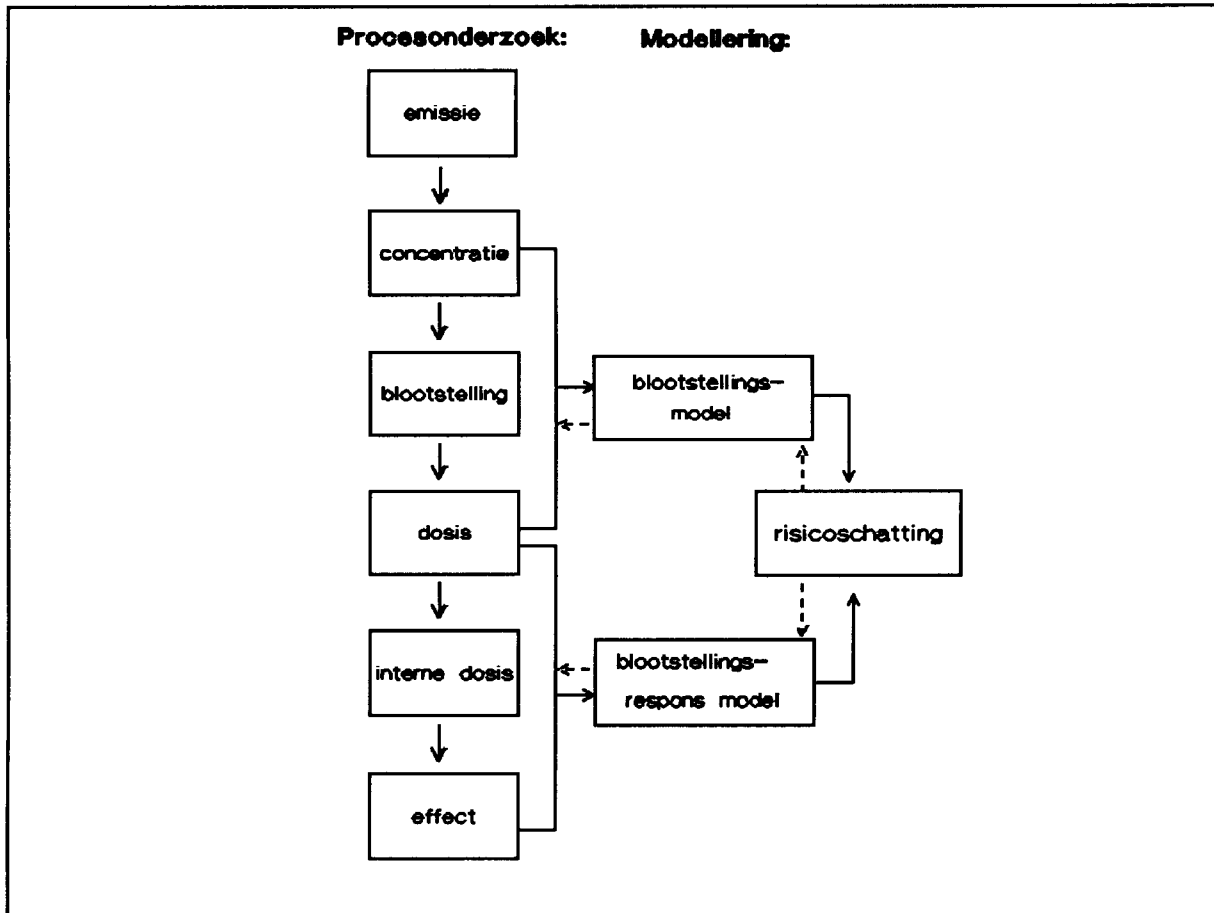 Procesonderzoek: Modellering:
emissie
concentratie
blootstelling
blootstellings-
model
dosis
risicoschatting
interne dosis
blootstellings-
respons model
effect